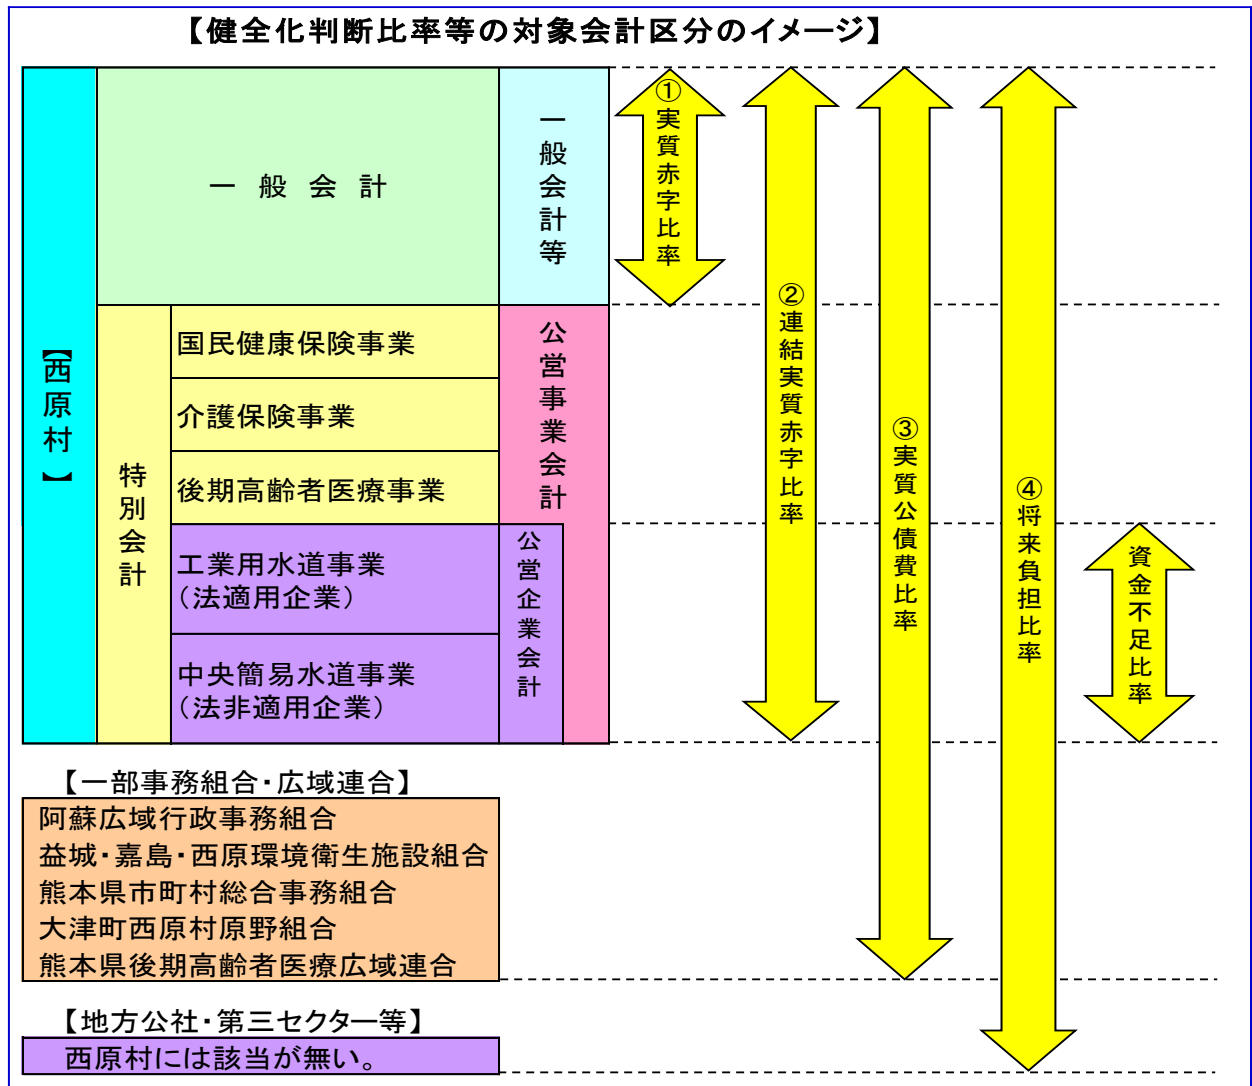 【健全化判断比率等の対象会計区分のイメージ】
【西原村】
一般会計
一般会計等
特別会計
国民健康保険事業
介護保険事業
後期高齢者医療事業
工業用水道事業
（法適用企業）
中央簡易水道事業
（法非適用企業）
公営事業会計
公営企業会計
①実質赤字比率
②連結実質赤字比率
③実質公債費比率
④将来負担比率
資金不足比率
【一部事務組合・広域連合】
阿蘇広域行政事務組合
益城・嘉島・西原環境衛生施設組合
熊本県市町村総合事務組合
大津町西原村原野組合
熊本県後期高齢者医療広域連合
【地方公社・第三セクター等】
西原村には該当が無い。